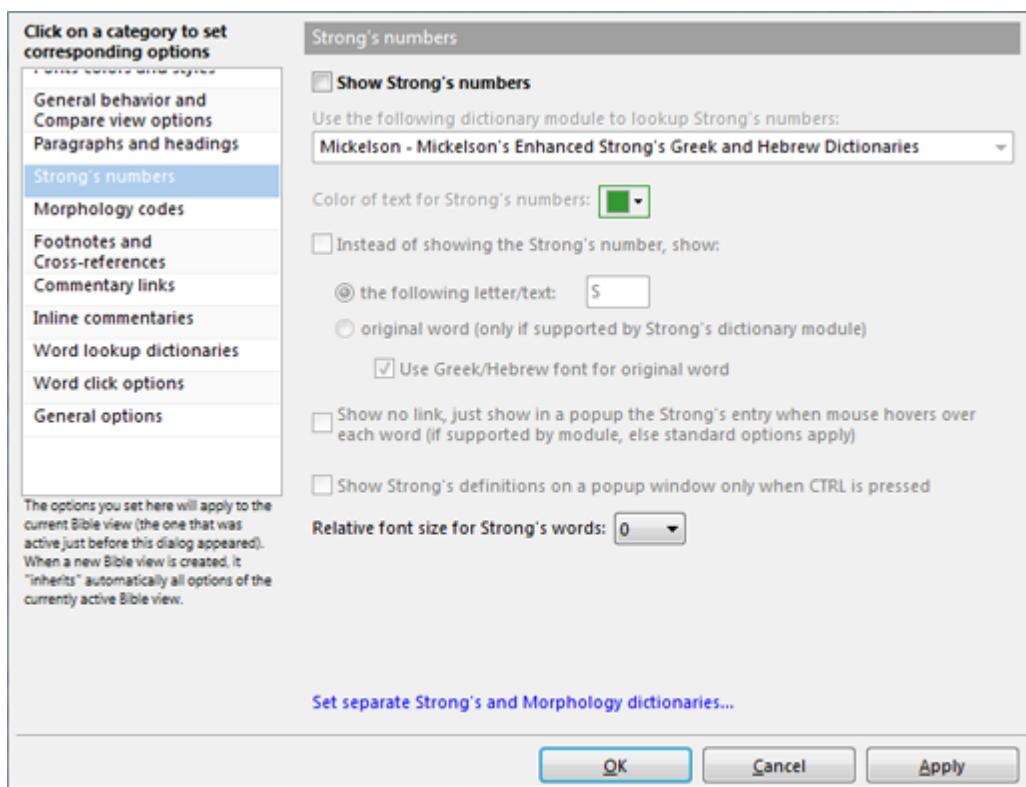 Click on a category to set
corresponding options
Fonts colors and styles
General behavior and
Compare view options
Paragraphs and headings
Strong's numbers
Morphology codes
Footnotes and
Cross-references
Commentary links
Inline commentaries
Word lookup dictionaries
Word click options
General options
The options you set here will apply to the
current Bible view (the one that was
active just before this dialog appeared).
When a new Bible view is created, it
"inherits" automatically all options of the
currently active Bible view.
Strong's numbers
Show Strong's numbers
Use the following dictionary module to lookup Strong's numbers:
Mickelson - Mickelson's Enhanced Strong's Greek and Hebrew Dictionaries
Color of text for Strong's numbers:
Instead of showing the Strong's number, show:
the following letter/text: S
original word (only if supported by Strong's dictionary module)
Use Greek/Hebrew font for original word
Show no link, just show in a popup the Strong's entry when mouse hovers over
each word (if supported by module, else standard options apply)
Show Strong's definitions on a popup window only when CTRL is pressed
Relative font size for Strong's words: 0
Set separate Strong's and Morphology dictionaries...
OK Cancel Apply